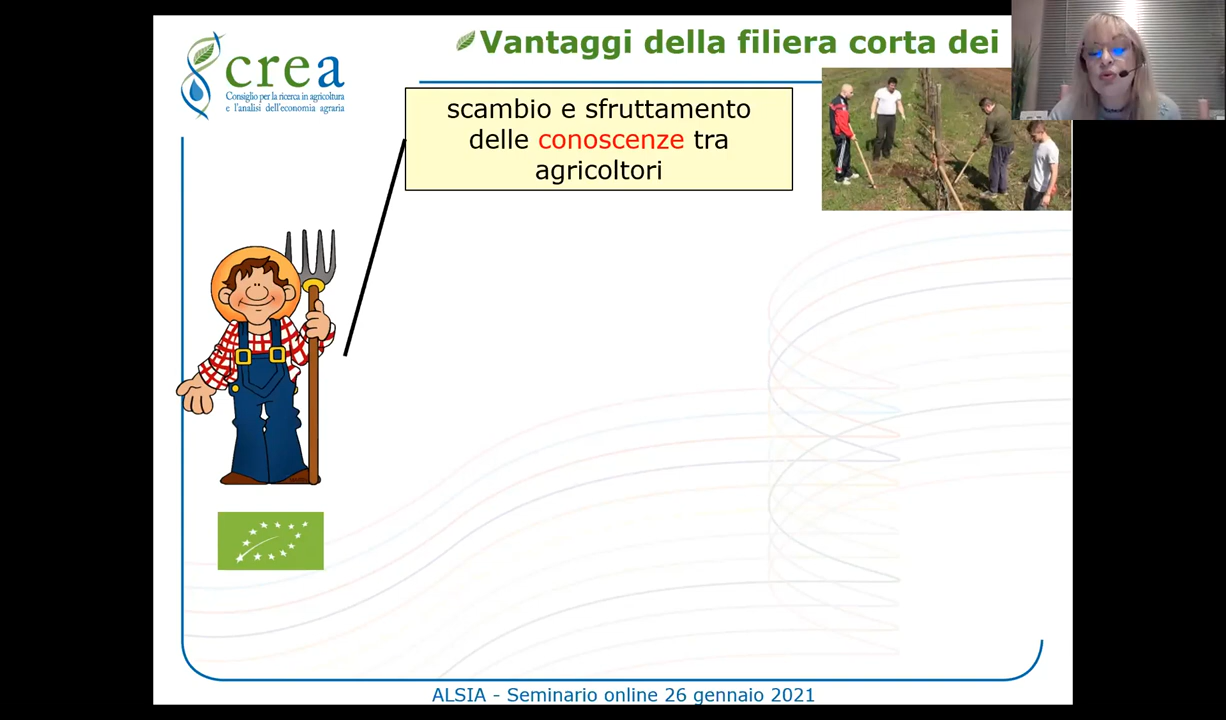 Vantaggi della filiera corta dei
crea
Consiglio per la ricerca in agricoltura
e l'analisi dell'economia agraria
scambio e sfruttamento
delle conoscenze tra
agricoltori
ALSIA - Seminario online 26 gennaio 2021